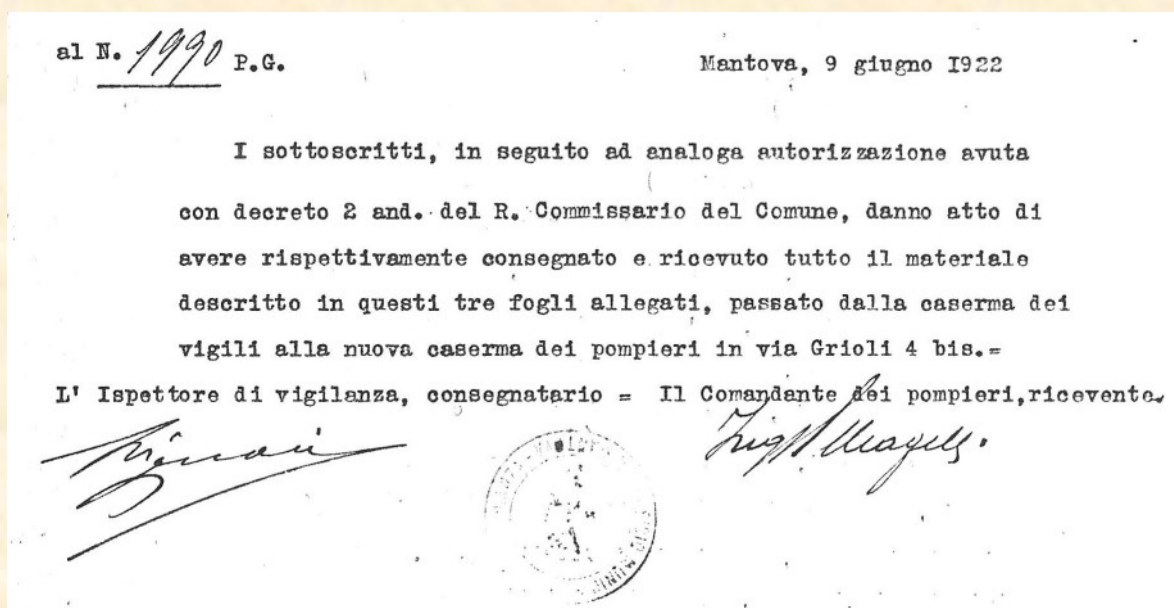 al N. 1990 P.G.
Mantova, 9 giugno I922
I sottoscritti, in seguito ad analoga autorizzazione avuta
con decreto 2 and. del R. Commissario del Comune, danno atto di
avere rispettivamente consegnato e ricevuto tutto il materiale
descritto in questi tre fogli allegati, passato dalla caserma dei
vigili alla nuova caserma dei pompieri in via Grioli 4 bis.=
L' Ispettore di vigilanza, consegnatario = Il Comandante dei pompieri,ricevente